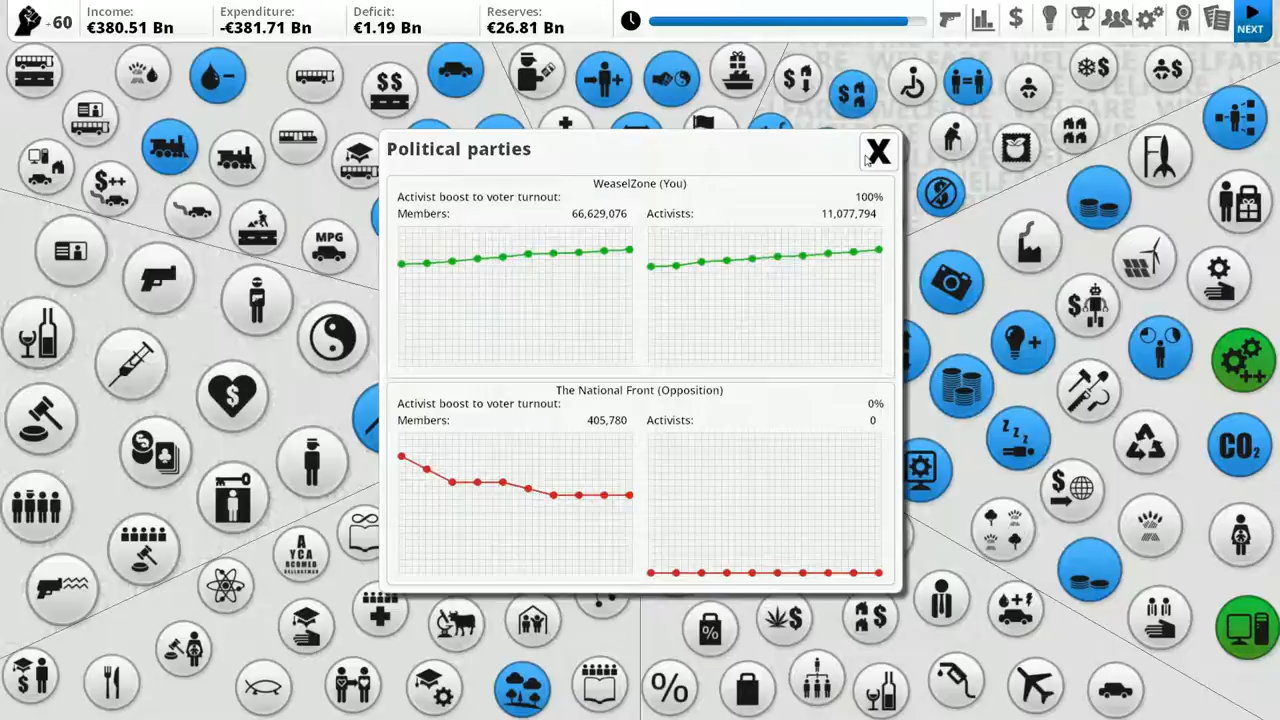 60
Income:
€380.51 Bn
Expenditure:
-€381.71 Bn
Deficit:
€1.19 Bn
Reserves:
€26.81 Bn
NEXT
WELFARE
Political parties
X
WeaselZone (You)
Activist boost to voter turnout:
100%
Members:
66,629,076
Activists:
11,077,794
The National Front (Opposition)
Activist boost to voter turnout:
0%
Members:
405,780
Activists:
0
MPG
CO₂
A
YCA